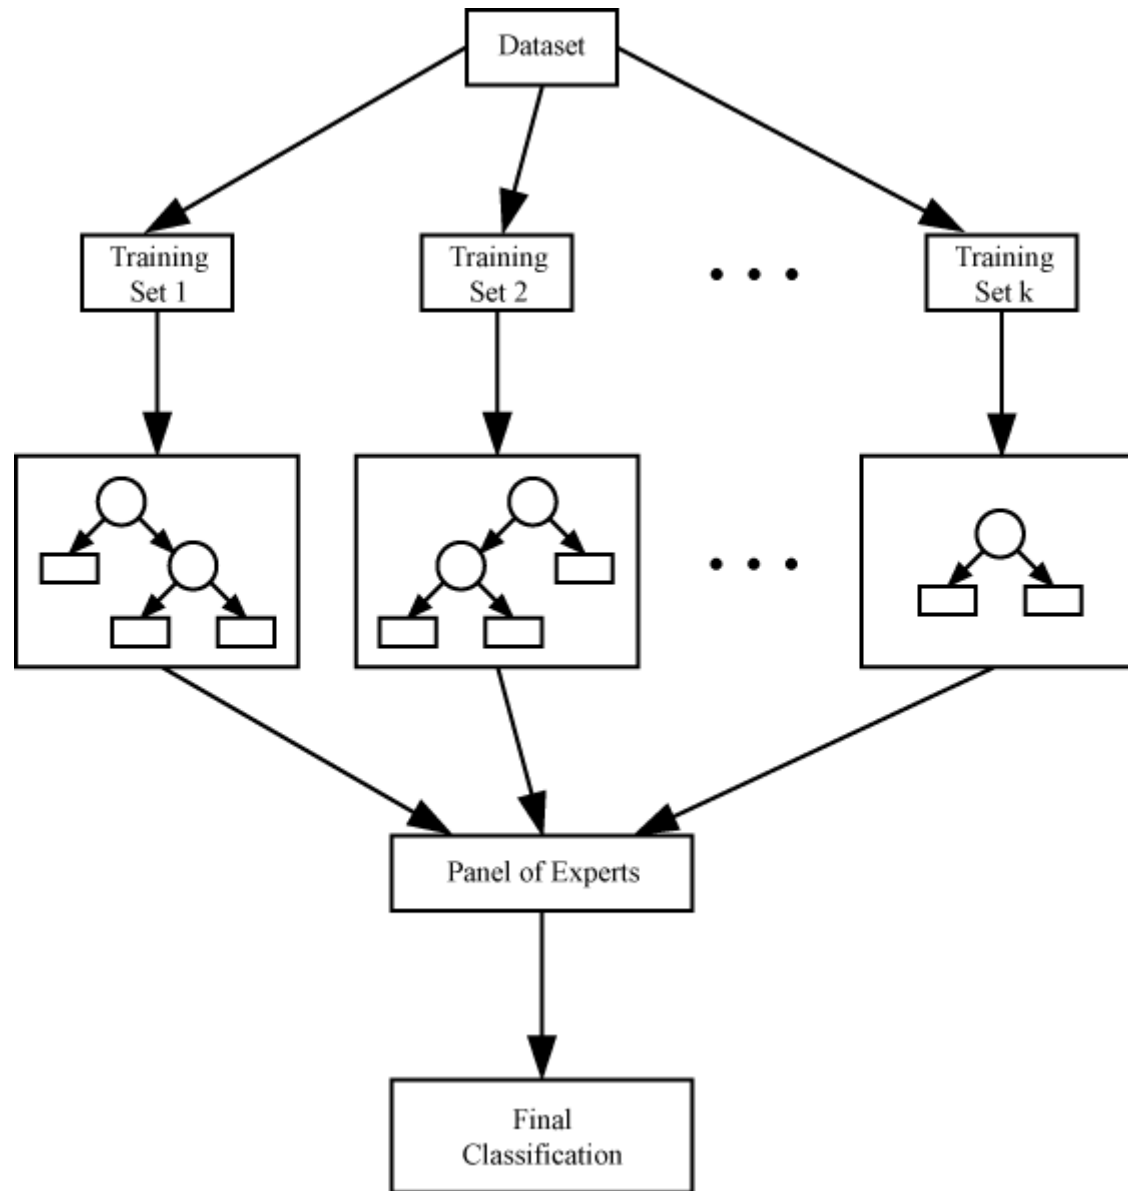 Dataset
Training
Set 1
Training
Set 2
Training
Set k
Panel of Experts
Final
Classification